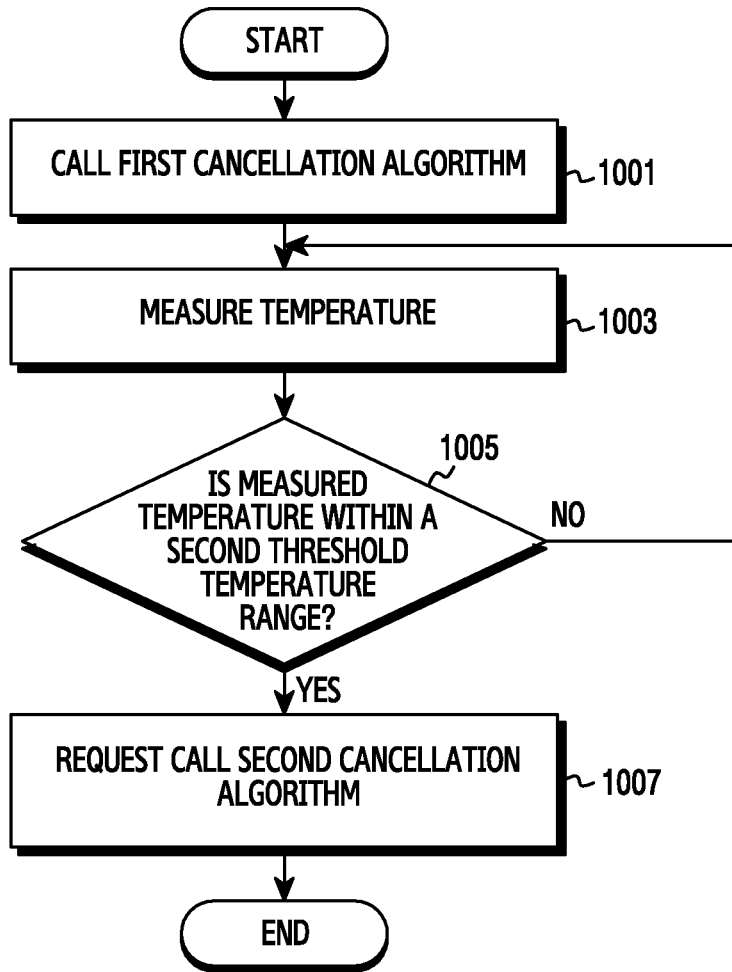 START
CALL FIRST CANCELLATION ALGORITHM
1001
MEASURE TEMPERATURE
1003
1005
IS MEASURED
TEMPERATURE WITHIN A
SECOND THRESHOLD
TEMPERATURE
RANGE?
NO
YES
REQUEST CALL SECOND CANCELLATION
ALGORITHM
1007
END